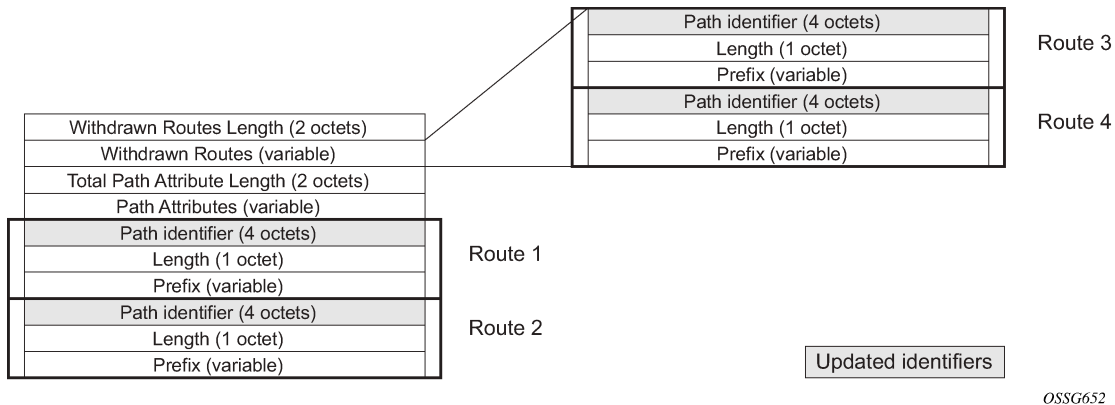 Path identifier (4 octets)
Length (1 octet)
Prefix (variable)
Route 3
Path identifier (4 octets)
Length (1 octet)
Prefix (variable)
Route 4
Withdrawn Routes Length (2 octets)
Withdrawn Routes (variable)
Total Path Attribute Length (2 octets)
Path Attributes (variable)
Path identifier (4 octets)
Length (1 octet)
Prefix (variable)
Route 1
Path identifier (4 octets)
Length (1 octet)
Prefix (variable)
Route 2
Updated identifiers
OSSG652